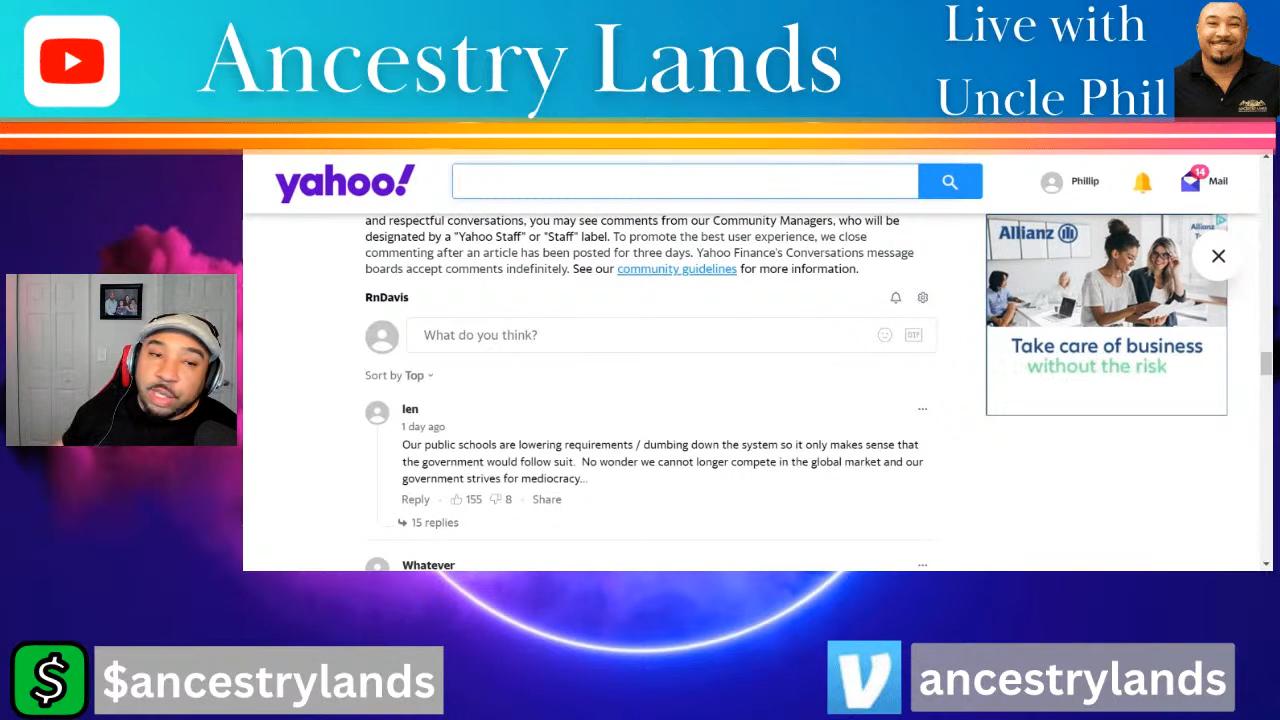 Ancestry Lands
Live with
Uncle Phil
yahoo!
Phillip
14
Mail
and respectful conversations, you may see comments from our Community Managers, who will be
designated by a "Yahoo Staff" or "Staff" label. To promote the best user experience, we close
commenting after an article has been posted for three days. Yahoo Finance's Conversations message
boards accept comments indefinitely. See our community guidelines for more information.
RnDavis
What do you think?
GIF
Sort by Top
len
1 day ago
Our public schools are lowering requirements / dumbing down the system so it only makes sense that
the government would follow suit. No wonder we cannot longer compete in the global market and our
government strives for mediocracy...
Reply 155 8 Share
15 replies
Whatever
Allianz
Take care of business
without the risk
$
$ancestrylands
V
ancestrylands